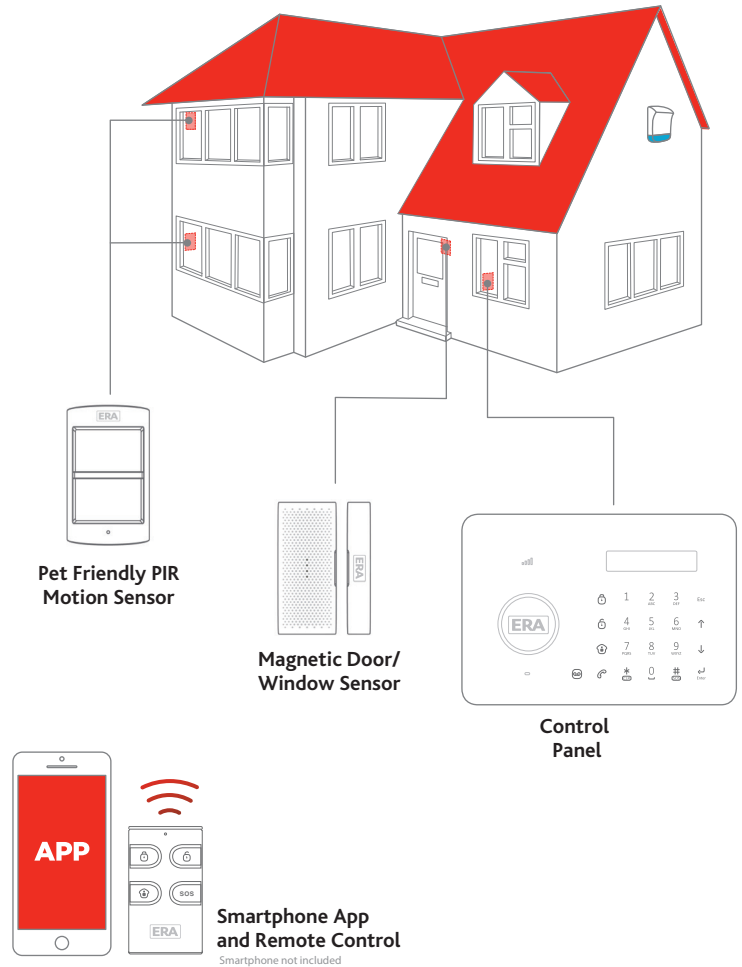 ERA
Pet Friendly PIR
Motion Sensor
ERA
Magnetic Door/
Window Sensor
ERA
1 2 ABC 3 DEF Esc
4 GHI 5 JKL 6 MNO
7 PQRS 8 TUV 9 WXYZ
* 0 # Enter
Control
Panel
APP
SOS
ERA
Smartphone App
and Remote Control
Smartphone not included